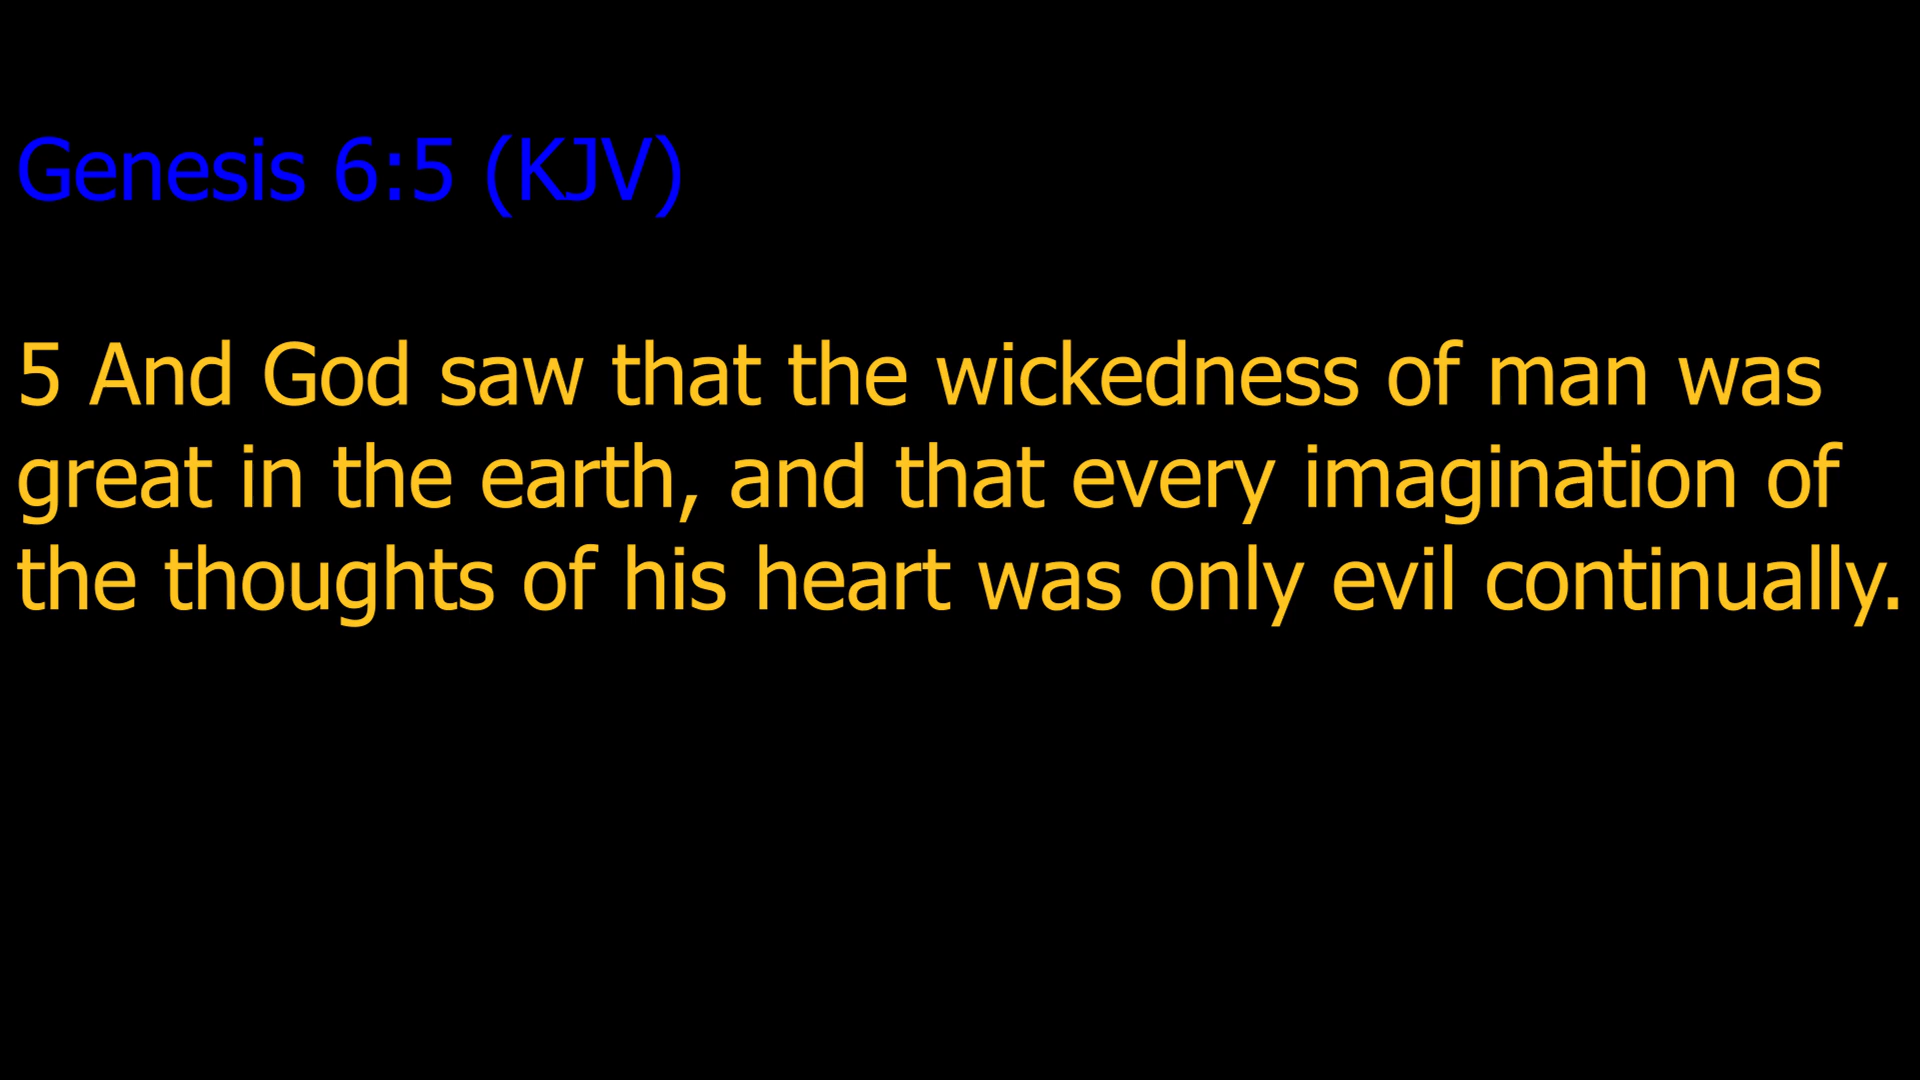 Genesis 6:5 (KJV)
5 And God saw that the wickedness of man was
great in the earth, and that every imagination of
the thoughts of his heart was only evil continually.